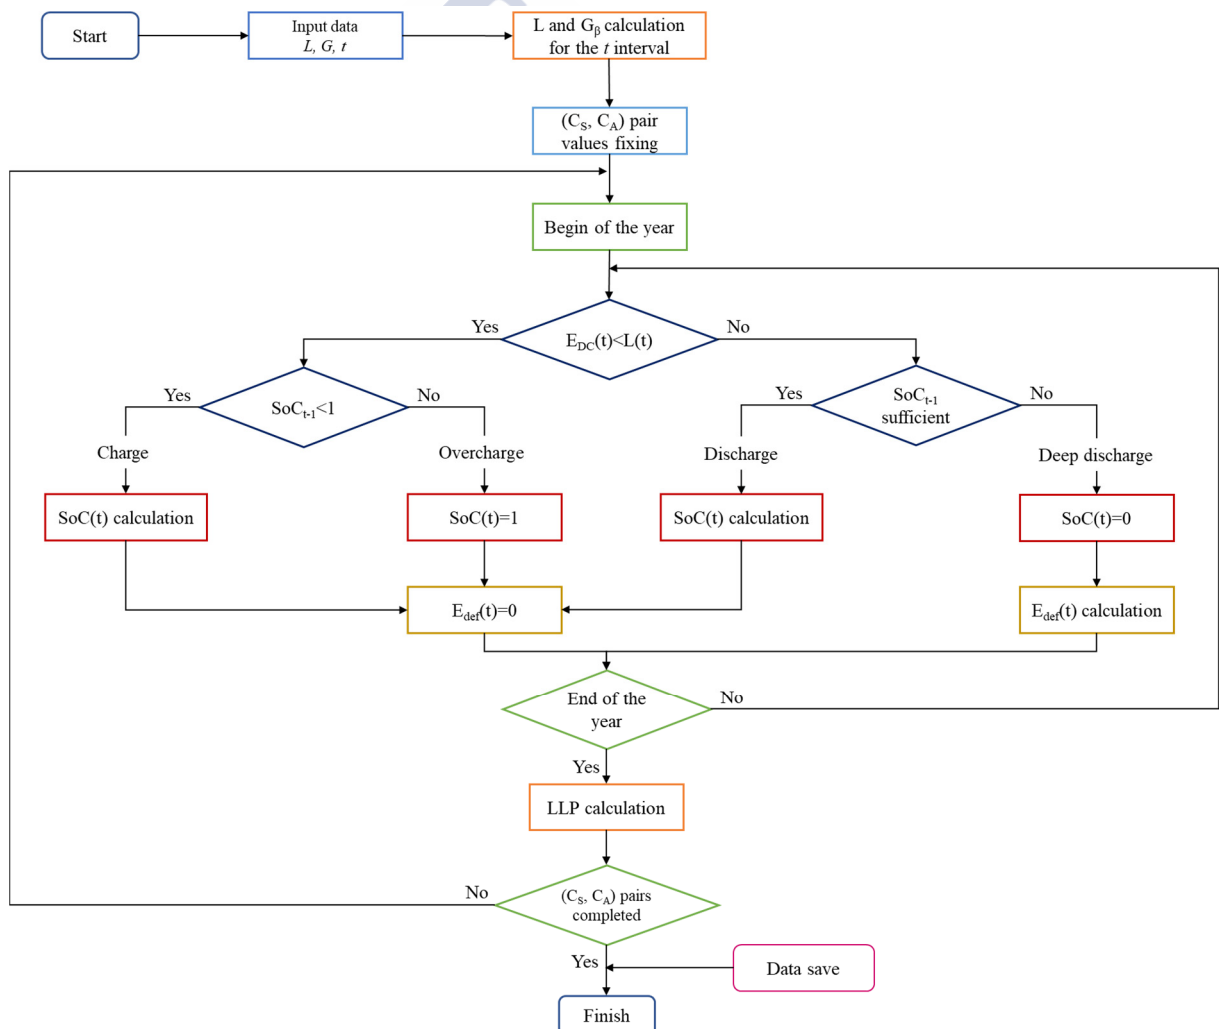 Start
Input data
L, G, t
L and Gβ calculation
for the t interval
(CS, CA) pair
values fixing
Begin of the year
Yes
EDC(t)<L(t)
No
Yes
SoCt-1<1
No
Yes
SoCt-1
sufficient
No
Charge
Overcharge
Discharge
Deep discharge
SoC(t) calculation
SoC(t)=1
SoC(t) calculation
SoC(t)=0
Edef(t)=0
Edef(t) calculation
End of the
year
No
Yes
LLP calculation
No
(CS, CA) pairs
completed
Yes
Data save
Finish